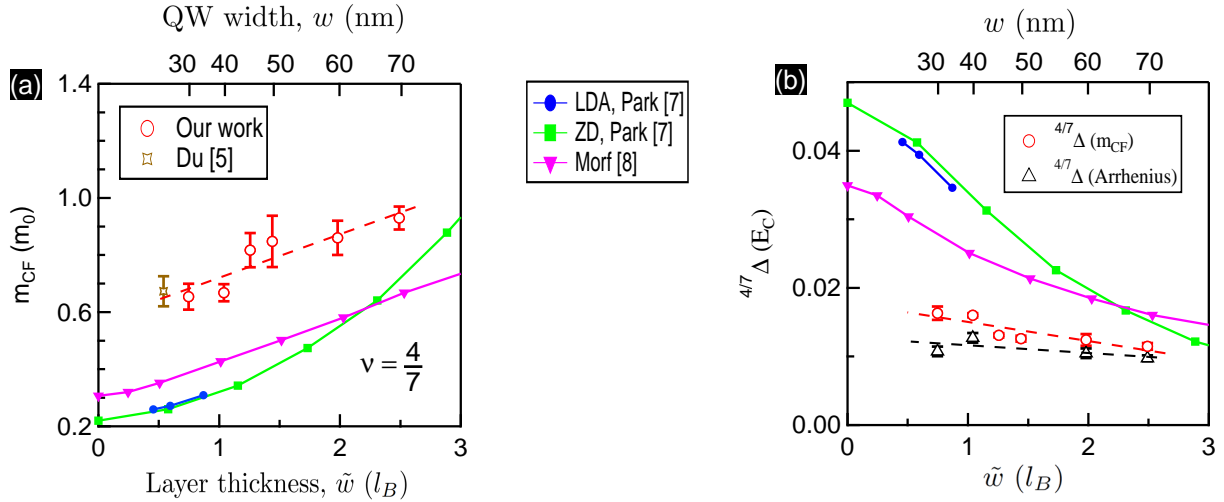 QW width, w (nm)
30 40 50 60 70
(a)
1.4
1.0
0.6
0.2
m_CF (m_0)
Our work
Du [5]
ν = 4/7
0 1 2 3
Layer thickness, w̃ (l_B)
LDA, Park [7]
ZD, Park [7]
Morf [8]
w (nm)
30 40 50 60 70
(b)
0.04
0.02
0.00
^{4/7}Δ (E_C)
^{4/7}Δ (m_CF)
^{4/7}Δ (Arrhenius)
0 1 2 3
w̃ (l_B)